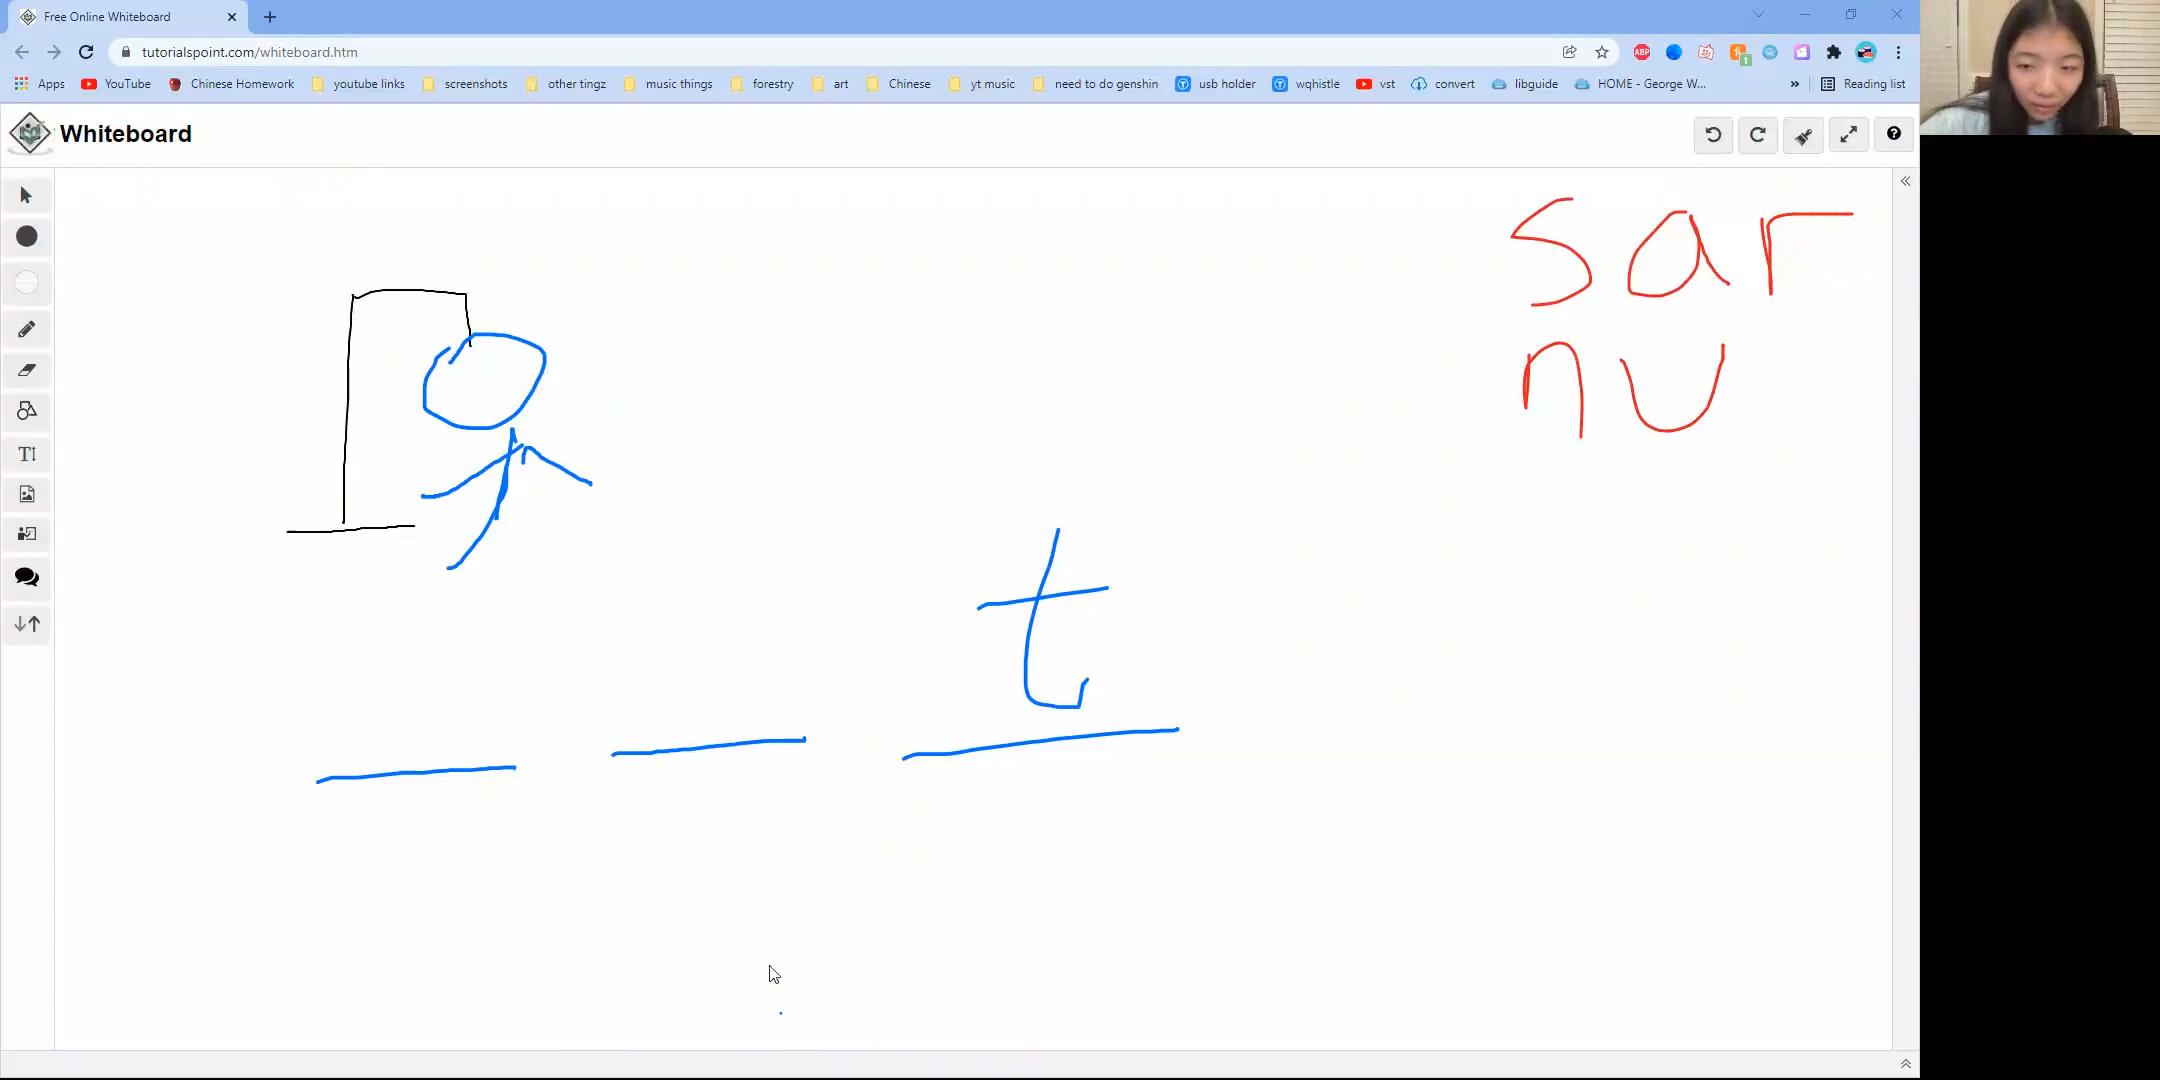 Free Online Whiteboard
tutorialspoint.com/whiteboard.htm
ABP
1
Apps YouTube Chinese Homework youtube links screenshots other tingz music things forestry art Chinese yt music need to do genshin usb holder wqhistle vst convert libguide HOME - George W... » Reading list
Whiteboard
s a r
n u
t